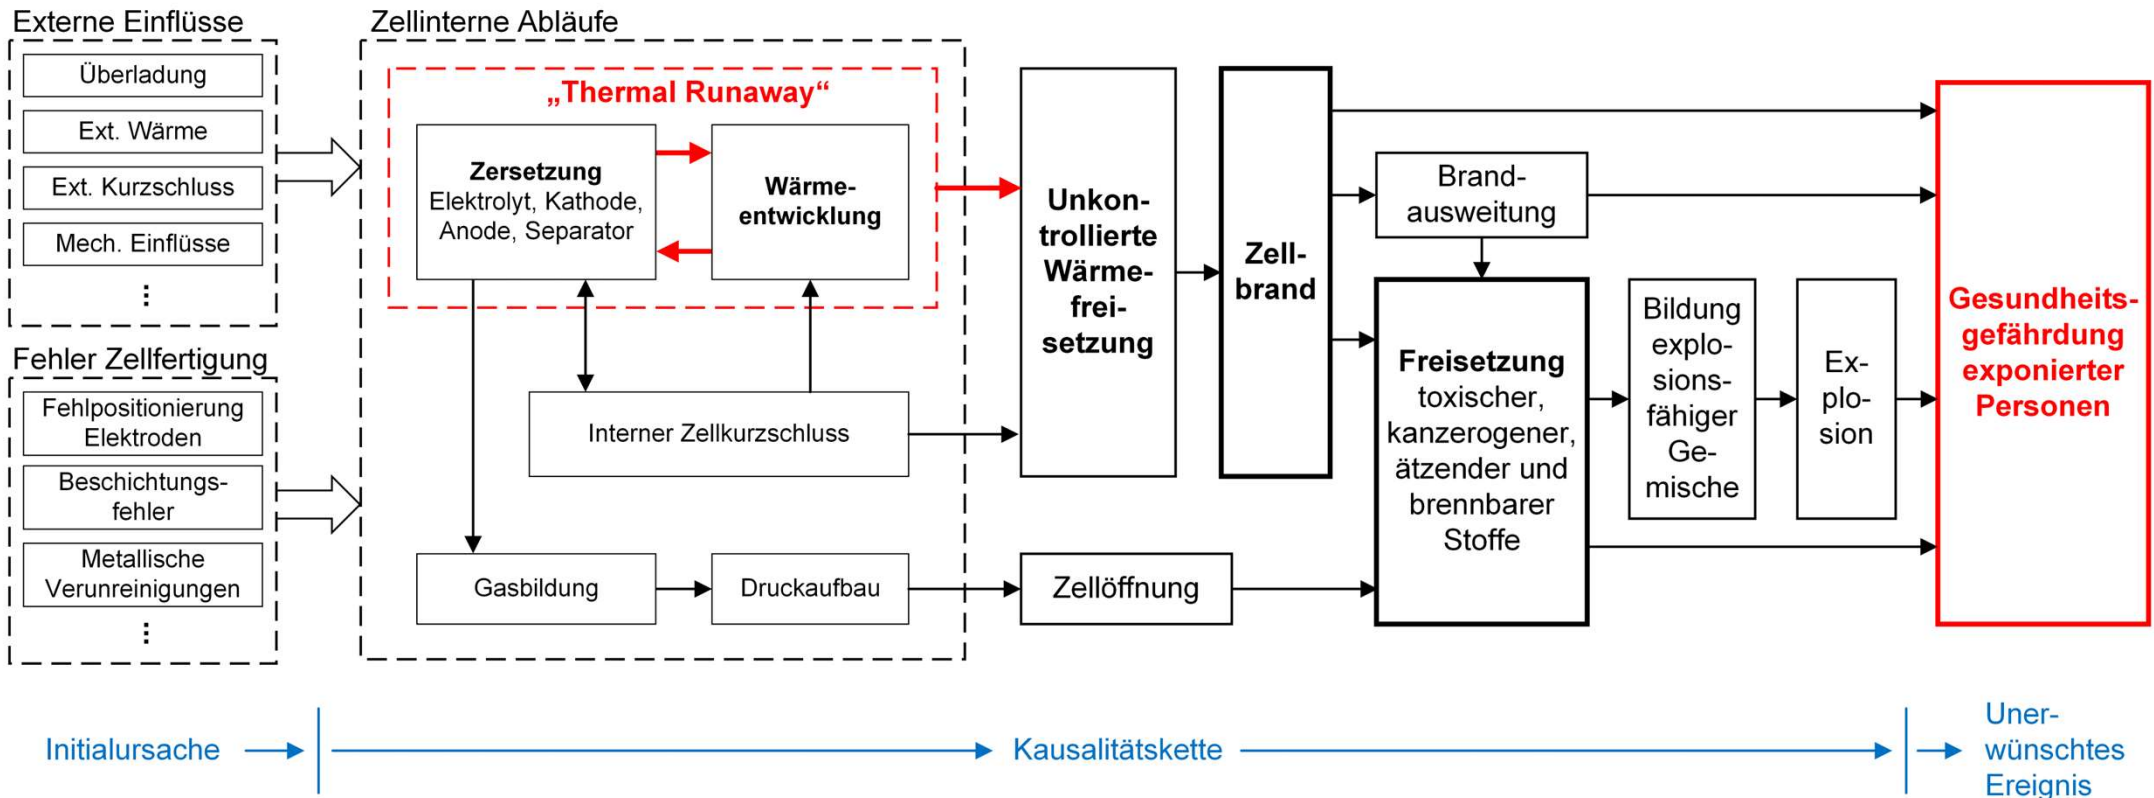 Externe Einflüsse
Überladung
Ext. Wärme
Ext. Kurzschluss
Mech. Einflüsse
...
Fehler Zellfertigung
Fehlpositionierung
Elektroden
Beschichtungs-
fehler
Metallische
Verunreinigungen
...
Zellinterne Abläufe
„Thermal Runaway“
Zersetzung
Elektrolyt, Kathode,
Anode, Separator
Wärme-
entwicklung
Interner Zellkurzschluss
Gasbildung
Druckaufbau
Unkon-
trollierte
Wärme-
frei-
setzung
Zellöffnung
Zell-
brand
Brand-
ausweitung
Freisetzung
toxischer,
kanzerogener,
ätzender und
brennbarer
Stoffe
Bildung
explo-
sions-
fähiger
Ge-
mische
Ex-
plo-
sion
Gesundheits-
gefährdung
exponierter
Personen
Initialursache
Kausalitätskette
Uner-
wünschtes
Ereignis